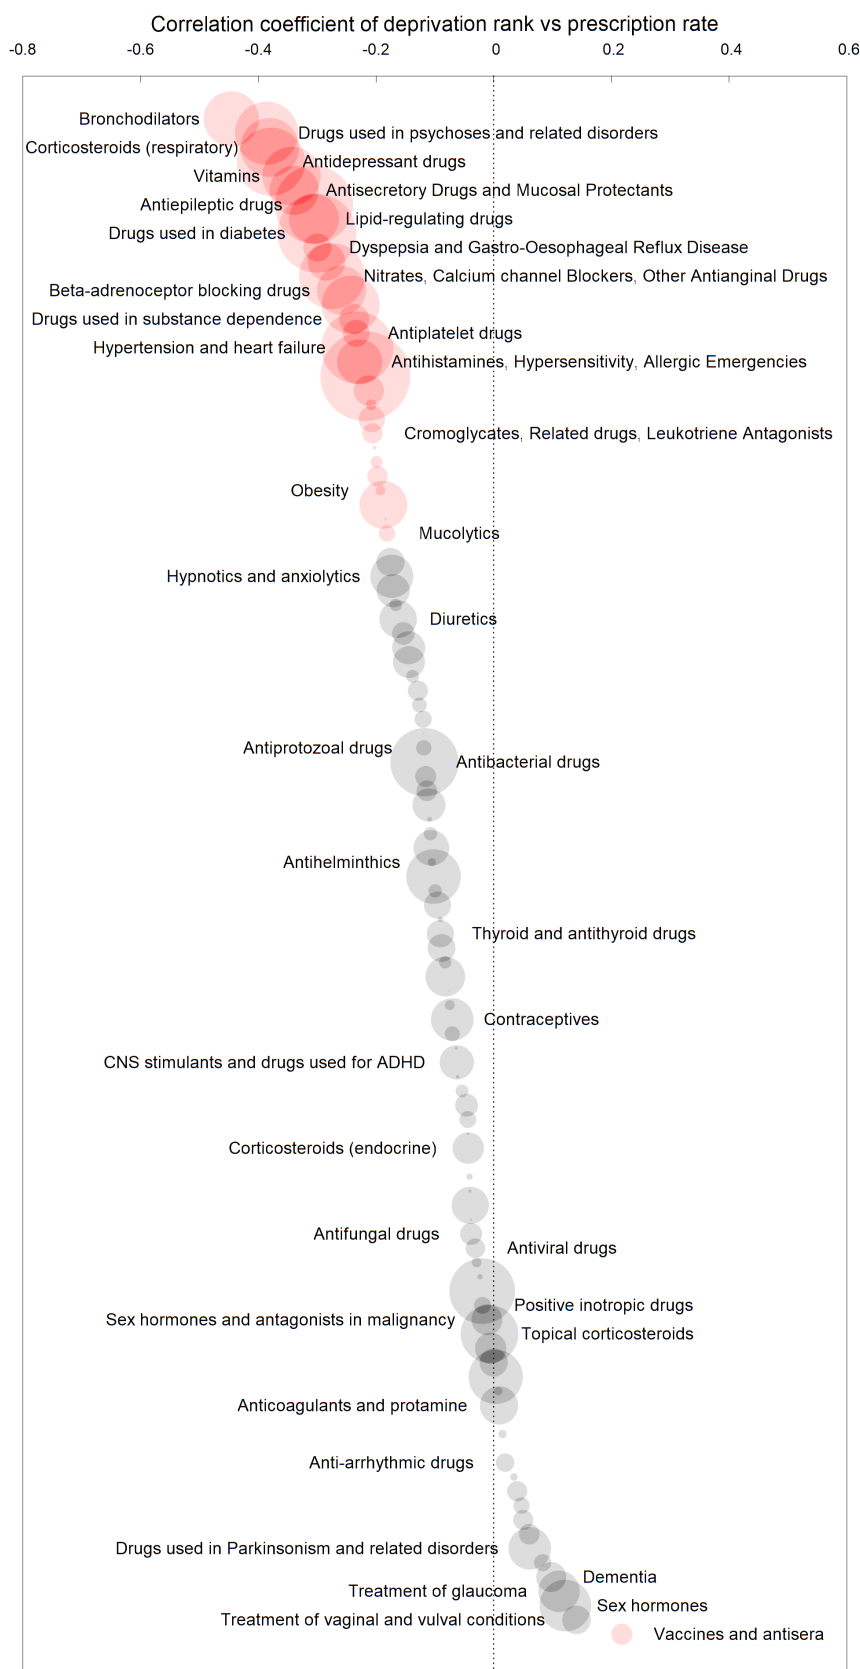 Correlation coefficient of deprivation rank vs prescription rate
-0.8 -0.4 -0.2 0 0.2 0.4 0.6
Bronchodilators
Drugs used in psychoses and related disorders
Corticosteroids (respiratory)
Antidepressant drugs
Vitamins
Antisecretory Drugs and Mucosal Protectants
Antiepileptic drugs
Lipid-regulating drugs
Drugs used in diabetes
Dyspepsia and Gastro-Oesophageal Reflux Disease
Nitrates, Calcium channel Blockers, Other Antianginal Drugs
Beta-adrenoceptor blocking drugs
Drugs used in substance dependence
Antiplatelet drugs
Hypertension and heart failure
Antihistamines, Hypersensitivity, Allergic Emergencies
Cromoglycates, Related drugs, Leukotriene Antagonists
Obesity
Mucolytics
Hypnotics and anxiolytics
Diuretics
Antiprotozoal drugs
Antibacterial drugs
Antihelminthics
Thyroid and antithyroid drugs
Contraceptives
CNS stimulants and drugs used for ADHD
Corticosteroids (endocrine)
Antifungal drugs
Antiviral drugs
Positive inotropic drugs
Sex hormones and antagonists in malignancy
Topical corticosteroids
Anticoagulants and protamine
Anti-arrhythmic drugs
Drugs used in Parkinsonism and related disorders
Dementia
Treatment of glaucoma
Sex hormones
Treatment of vaginal and vulval conditions
Vaccines and antisera